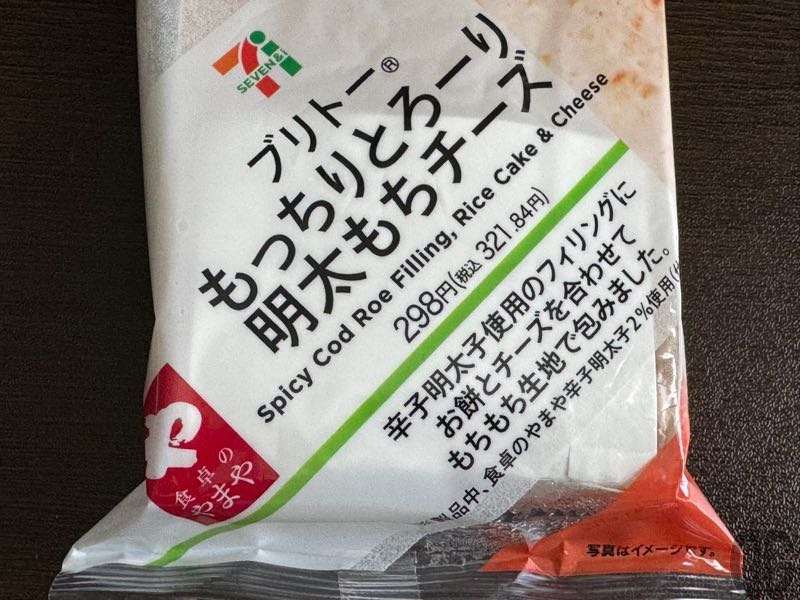 SEVEN&i
ブリトー®
もっちりとろーり
明太もちチーズ
Spicy Cod Roe Filling, Rice Cake & Cheese
298円(税込 321.84円)
辛子明太子使用のフィリングに
お餅とチーズを合わせて
もちもち生地で包みました。
製品中、食卓のやまや辛子明太子2%使用
や
食卓の
やまや
写真はイメージです。